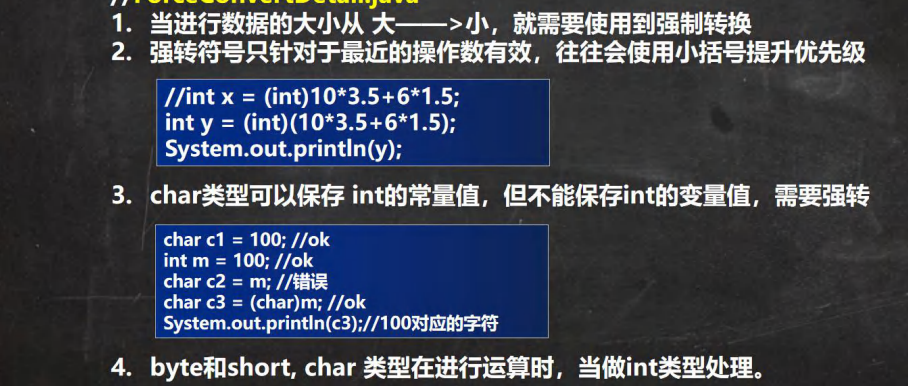 //ForceConvertDetail.java
1. 当进行数据的大小从 大——>小，就需要使用到强制转换
2. 强转符号只针对于最近的操作数有效，往往会使用小括号提升优先级
//int x = (int)10*3.5+6*1.5;
int y = (int)(10*3.5+6*1.5);
System.out.println(y);
3. char类型可以保存 int的常量值，但不能保存int的变量值，需要强转
char c1 = 100; //ok
int m = 100; //ok
char c2 = m; //错误
char c3 = (char)m; //ok
System.out.println(c3);//100对应的字符
4. byte和short, char 类型在进行运算时，当做int类型处理。